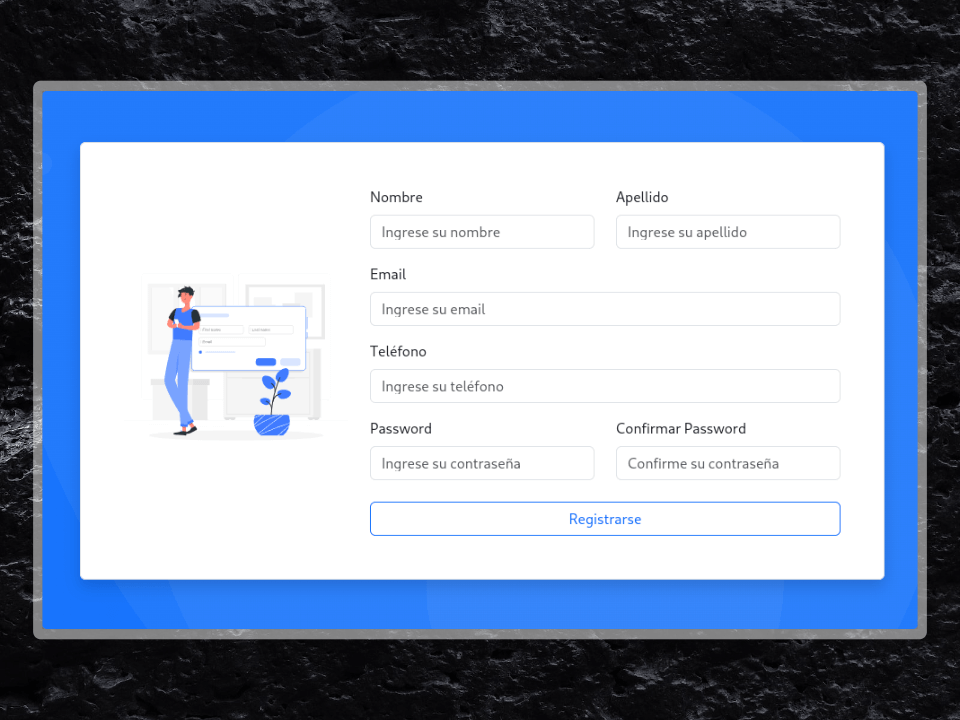 Nombre Apellido
Ingrese su nombre Ingrese su apellido
Email
Ingrese su email
Teléfono
Ingrese su teléfono
Password Confirmar Password
Ingrese su contraseña Confirme su contraseña
Registrarse